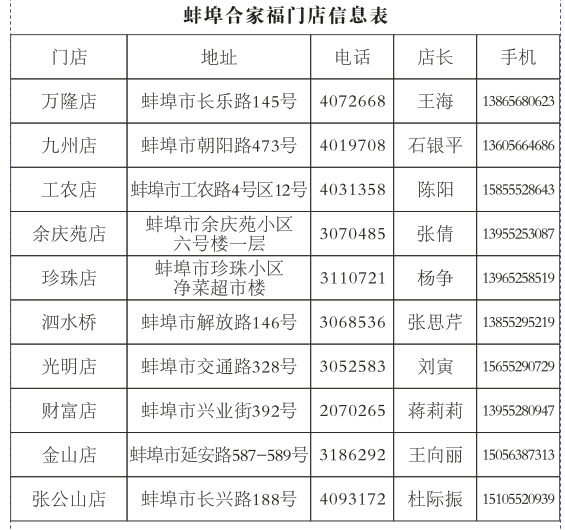 蚌埠合家福门店信息表
门店 地址 电话 店长 手机
万隆店 蚌埠市长乐路145号 4072668 王海 13865680623
九州店 蚌埠市朝阳路473号 4019708 石银平 13605664686
工农店 蚌埠市工农路4号区12号 4031358 陈阳 15855528643
余庆苑店 蚌埠市余庆苑小区
六号楼一层 3070485 张倩 13955253087
珍珠店 蚌埠市珍珠小区
净菜超市楼 3110721 杨争 13965258519
泗水桥 蚌埠市解放路146号 3068536 张思芹 13855295219
光明店 蚌埠市交通路328号 3052583 刘寅 15655290729
财富店 蚌埠市兴业街392号 2070265 蒋莉莉 13955280947
金山店 蚌埠市延安路587-589号 3186292 王向丽 15056387313
张公山店 蚌埠市长兴路188号 4093172 杜际振 15105520939